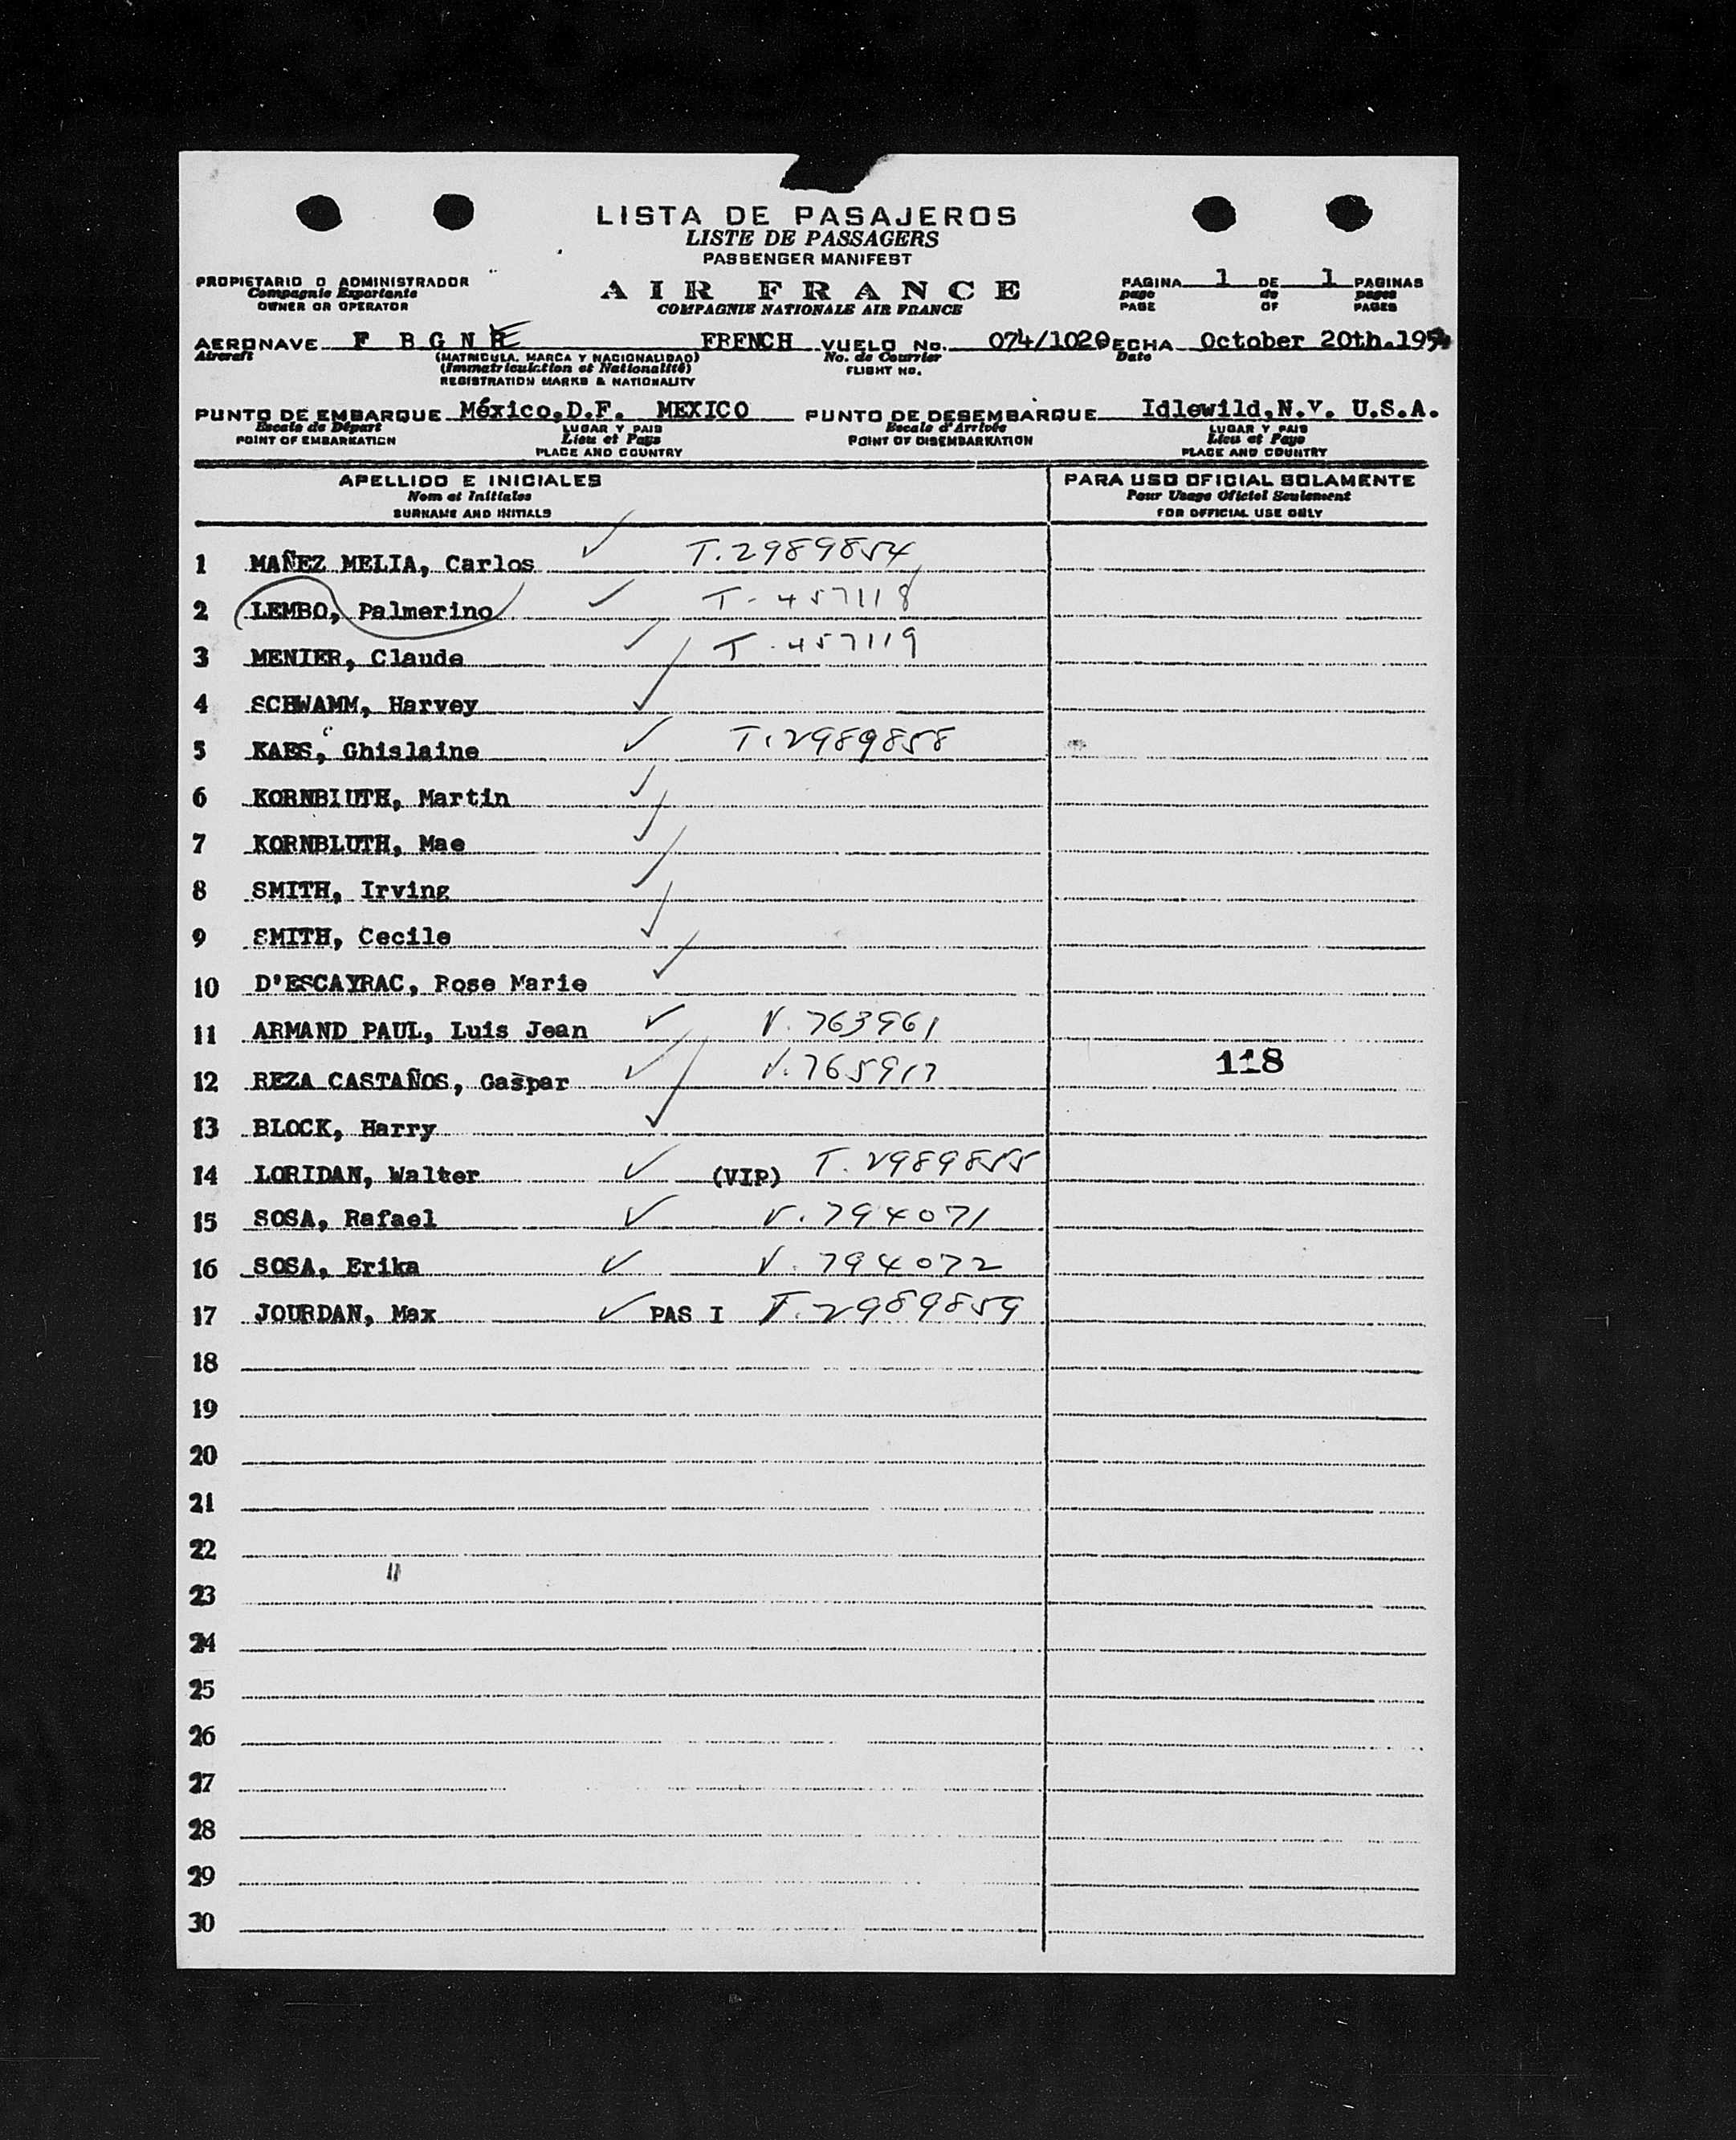 LISTA DE PASAJEROS
LISTE DE PASSAGERS
PASSENGER MANIFEST
PROPIETARIO O ADMINISTRADOR
Compagnie Exportante
OWNER OR OPERATOR
AIR FRANCE
COMPAGNIE NATIONALE AIR FRANCE
PAGINA 1 DE 1 PAGINAS
page de pages
PAGE OF PAGES
AERONAVE F B G N E FRENCH VUELO No. 074/1020 FECHA October 20th.1954
Aircraft (MATRICULA, MARCA Y NACIONALIDAD) No. de Courrier Date
(Immatriculation et Nationalité) FLIGHT NO.
REGISTRATION MARKS & NATIONALITY
PUNTO DE EMBARQUE México,D.F. MEXICO PUNTO DE DESEMBARQUE Idlewild,N.Y. U.S.A.
Escale de Départ LUGAR Y PAIS Escale d'Arrivée LUGAR Y PAIS
POINT OF EMBARKATION Lieu et Pays POINT OF DISEMBARKATION Lieu et Pays
PLACE AND COUNTRY PLACE AND COUNTRY
APELLIDO E INICIALES PARA USO OFICIAL SOLAMENTE
Nom et Initiales Pour Usage Officiel Seulement
SURNAME AND INITIALS FOR OFFICIAL USE ONLY
1 MAÑEZ MELIA, Carlos ✓ T.2989854
2 LEMBO, Palmerino ✓ T-457118
3 MENIER, Claude ✓ T.457119
4 SCHWAMM, Harvey ✓
5 KAES, Ghislaine ✓ T.2989858
6 KORNBIUTH, Martin ✓
7 KORNBLUTH, Mae ✓
8 SMITH, Irving ✓
9 SMITH, Cecile ✓
10 D'ESCAYRAC, Rose Marie ✓
11 ARMAND PAUL, Luis Jean ✓ V.763961
12 REZA CASTAÑOS, Gaspar ✓ V.765917 118
13 BLOCK, Harry ✓
14 LORIDAN, Walter ✓ (VIP) T.2989855
15 SOSA, Rafael ✓ V.794071
16 SOSA, Erika ✓ V.794072
17 JOURDAN, Max ✓ PAS I T.2989859
18
19
20
21
22
23
24
25
26
27
28
29
30